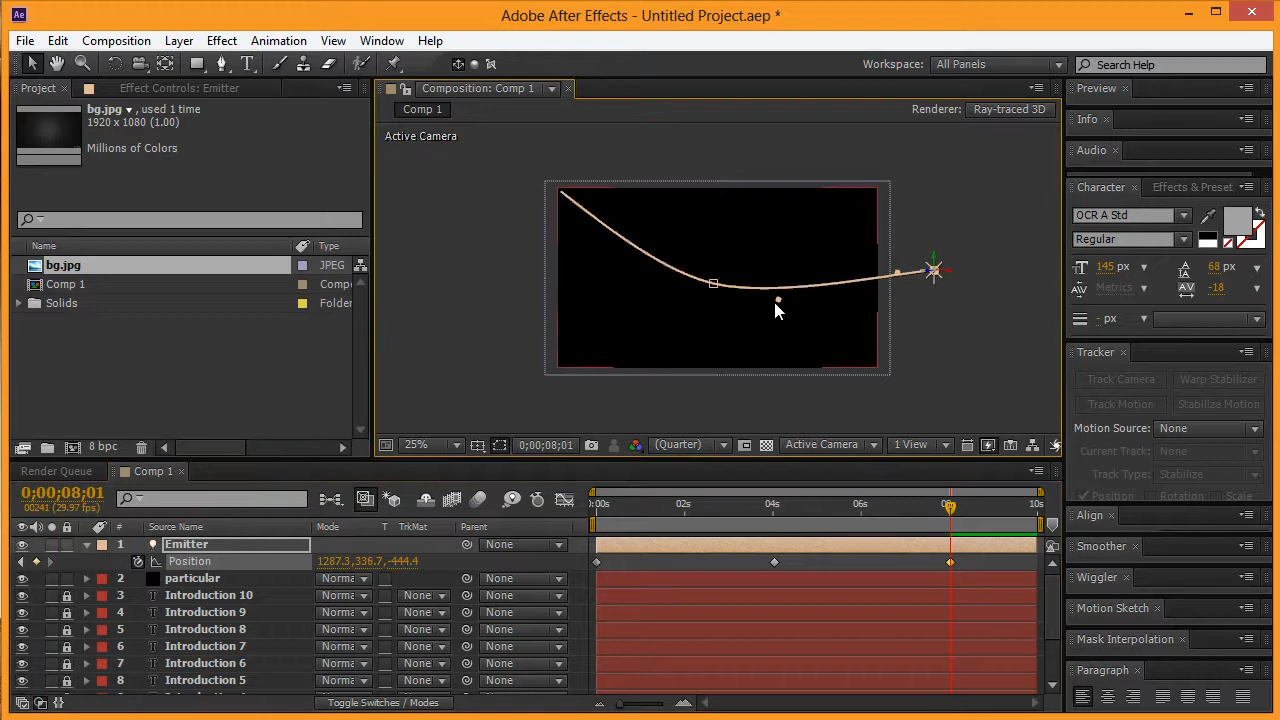 Ae
Adobe After Effects - Untitled Project.aep *
File Edit Composition Layer Effect Animation View Window Help
Workspace: All Panels
Search Help
Project
Effect Controls: Emitter
Composition: Comp 1
Preview
bg.jpg , used 1 time
1920 x 1080 (1.00)
Millions of Colors
Comp 1
Renderer: Ray-traced 3D
Active Camera
Info
Audio
Character
Effects & Preset
OCR A Std
Regular
145 px
68 px
Metrics
-18
- px
Name
Type
bg.jpg
JPEG
Comp 1
Compo
Solids
Folder
Tracker
Track Camera
Warp Stabilizer
Track Motion
Stabilize Motion
Motion Source: None
Current Track: None
Track Type: Stabilize
Position Rotation Scale
8 bpc
25%
0;00;08;01
(Quarter)
Active Camera
1 View
Render Queue
Comp 1
0;00;08;01
00241 (29.97 fps)
:00s 02s 04s 06s 08s 10s
# Source Name Mode T TrkMat Parent
1 Emitter None
Position 1287.3,336.7,-444.4
2 particular Norma None
3 Introduction 10 Norma None None
4 Introduction 9 Norma None None
5 Introduction 8 Norma None None
6 Introduction 7 Norma None None
7 Introduction 6 Norma None None
8 Introduction 5 Norma None None
Toggle Switches / Modes
Align
Smoother
Wiggler
Motion Sketch
Mask Interpolation
Paragraph